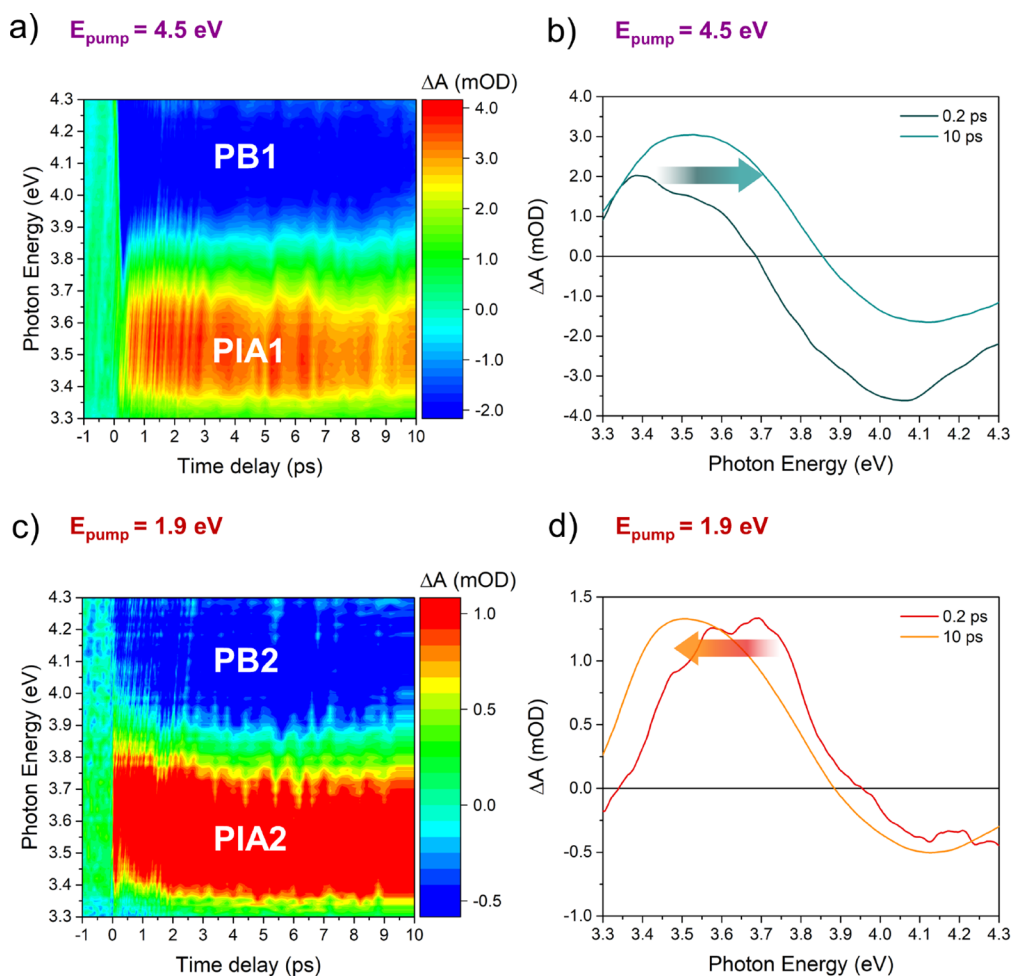 a) E_pump = 4.5 eV
b) E_pump = 4.5 eV
ΔA (mOD)
4.3
4.2
4.1
4.0
3.9
3.8
3.7
3.6
3.5
3.4
3.3
Photon Energy (eV)
PB1
PIA1
-1 0 1 2 3 4 5 6 7 8 9 10
Time delay (ps)
4.0
3.0
2.0
1.0
0.0
-1.0
-2.0
4.0
3.0
2.0
1.0
0.0
-1.0
-2.0
-3.0
-4.0
ΔA (mOD)
0.2 ps
10 ps
3.3 3.4 3.5 3.6 3.7 3.8 3.9 4.0 4.1 4.2 4.3
Photon Energy (eV)
c) E_pump = 1.9 eV
d) E_pump = 1.9 eV
ΔA (mOD)
4.3
4.2
4.1
4.0
3.9
3.8
3.7
3.6
3.5
3.4
3.3
Photon Energy (eV)
PB2
PIA2
-1 0 1 2 3 4 5 6 7 8 9 10
Time delay (ps)
1.0
0.5
0.0
-0.5
1.5
1.0
0.5
0.0
-0.5
-1.0
ΔA (mOD)
0.2 ps
10 ps
3.3 3.4 3.5 3.6 3.7 3.8 3.9 4.0 4.1 4.2 4.3
Photon Energy (eV)